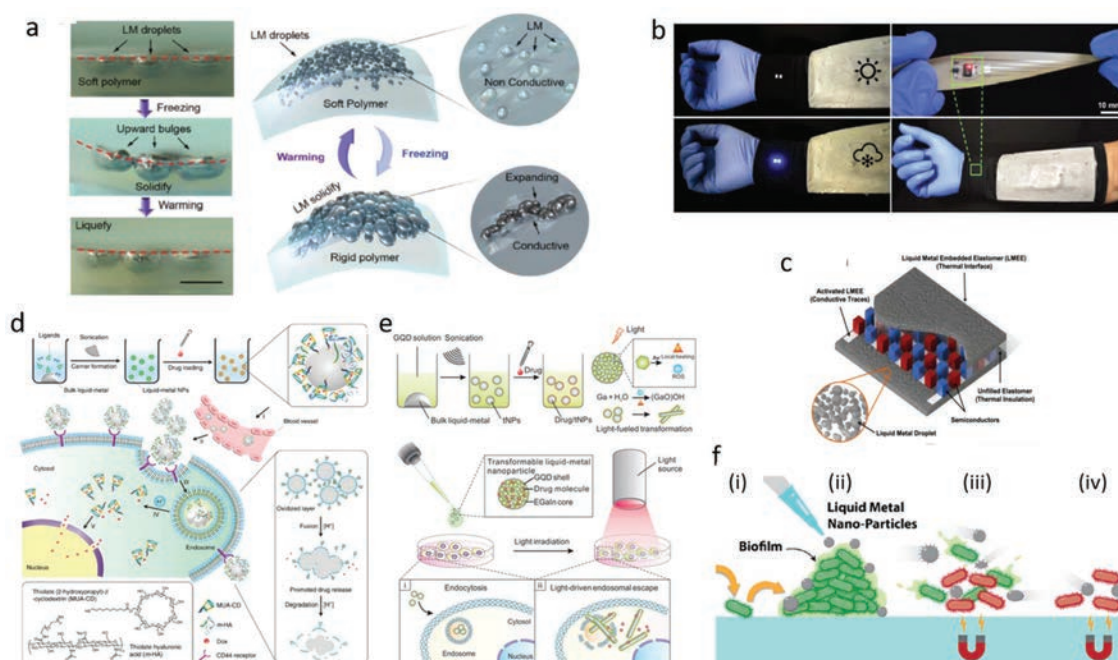 a
LM droplets
Soft polymer
Freezing
Upward bulges
Solidify
Warming
Liquefy
LM droplets
Soft Polymer
LM
Non Conductive
Warming
Freezing
LM solidify
Rigid polymer
Expanding
Conductive
b
10 mm
c
Liquid Metal Embedded Elastomer (LMEE)
(Thermal Interface)
Activated LMEE
(Conductive Traces)
Unfilled Elastomer
(Thermal Insulation)
Semiconductors
Liquid Metal Droplet
d
Ligands
Sonication
Carrier formation
Drug loading
Bulk liquid-metal
Liquid-metal NPs
Blood vessel
Cytosol
Endosome
Nucleus
Oxidized layer
Fusion
[H⁺]
Promoted drug release
Degradation
[H⁺]
Thiolate (2-hydroxypropyl)-β
-cyclodextrin (MUA-CD)
Thiolate hyaluronic
acid (m-HA)
MUA-CD
m-HA
Dox
CD44 receptor
e
GQD solution
Sonication
Drug
Light
Local heating
ROS
Ga + H₂O
(GaO)OH
Light-fueled transformation
Bulk liquid-metal
tNPs
Drug/tNPs
Transformable liquid-metal
nanoparticle
GQD shell
Drug molecule
EGaIn core
Light
source
Light irradiation
i
Endocytosis
Cytosol
Endosome
Nucleus
ii
Light-driven endosomal escape
Cytosol
Nucleus
f
(i)
(ii)
(iii)
(iv)
Liquid Metal
Nano-Particles
Biofilm